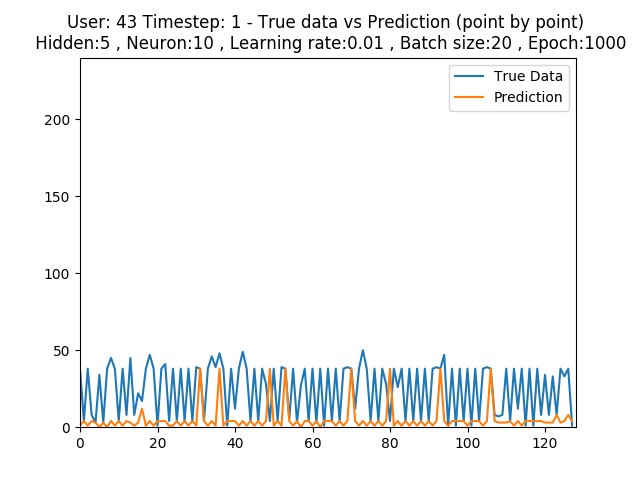 User: 43 Timestep: 1 - True data vs Prediction (point by point)
Hidden:5 , Neuron:10 , Learning rate:0.01 , Batch size:20 , Epoch:1000
True Data
Prediction
200
150
100
50
0
0 20 40 60 80 100 120